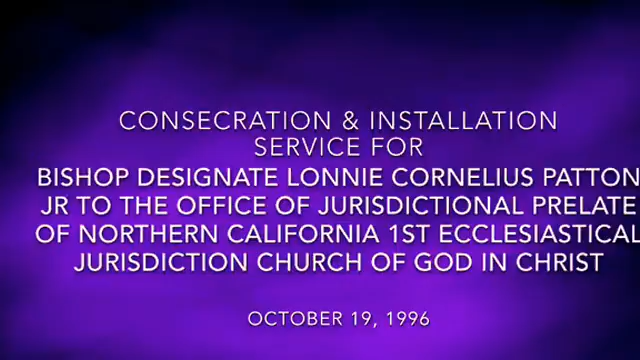 CONSECRATION & INSTALLATION
SERVICE FOR
BISHOP DESIGNATE LONNIE CORNELIUS PATTON
JR TO THE OFFICE OF JURISDICTIONAL PRELATE
OF NORTHERN CALIFORNIA 1ST ECCLESIASTICAL
JURISDICTION CHURCH OF GOD IN CHRIST
OCTOBER 19, 1996